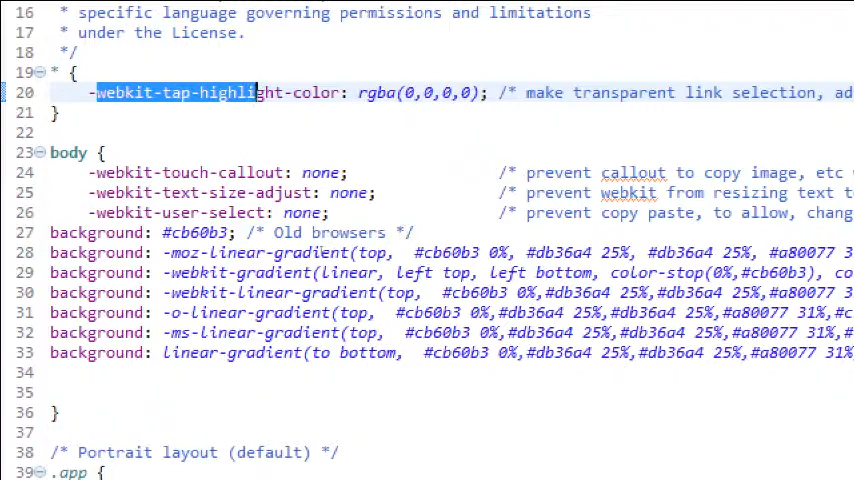 16 * specific language governing permissions and limitations
17 * under the License.
18 */
19 * {
20 -webkit-tap-highlight-color: rgba(0,0,0,0); /* make transparent link selection, ad
21 }
22
23 body {
24 -webkit-touch-callout: none; /* prevent callout to copy image, etc
25 -webkit-text-size-adjust: none; /* prevent webkit from resizing text t
26 -webkit-user-select: none; /* prevent copy paste, to allow, chang
27 background: #cb60b3; /* Old browsers */
28 background: -moz-linear-gradient(top, #cb60b3 0%, #db36a4 25%, #db36a4 25%, #a80077 3
29 background: -webkit-gradient(linear, left top, left bottom, color-stop(0%,#cb60b3), co
30 background: -webkit-linear-gradient(top, #cb60b3 0%,#db36a4 25%,#db36a4 25%,#a80077
31 background: -o-linear-gradient(top, #cb60b3 0%,#db36a4 25%,#a80077 31%,#c
32 background: -ms-linear-gradient(top, #cb60b3 0%,#db36a4 25%,#a80077 31%,#
33 background: linear-gradient(to bottom, #cb60b3 0%,#db36a4 25%,#a80077 31%
34
35
36 }
37
38 /* Portrait layout (default) */
39 .app {